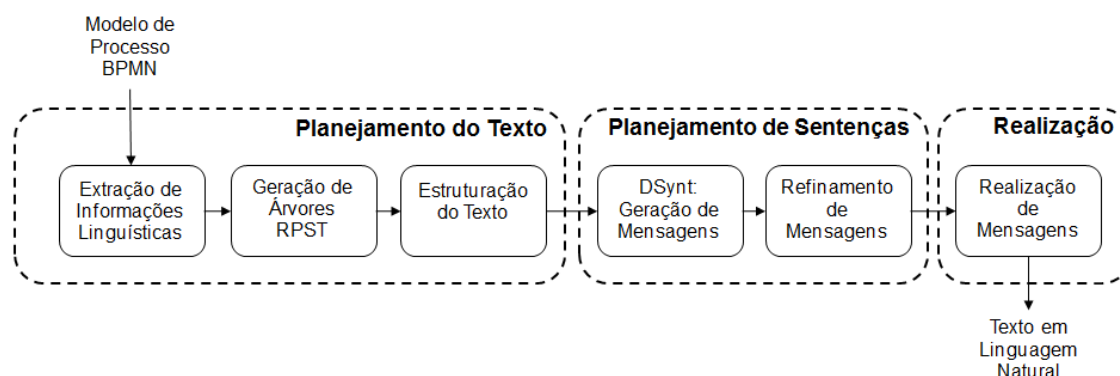 Modelo de
Processo
BPMN
Planejamento do Texto
Extração de
Informações
Linguísticas
Geração de
Árvores
RPST
Estruturação
do Texto
Planejamento de Sentenças
DSynt:
Geração de
Mensagens
Refinamento
de
Mensagens
Realização
Realização
de
Mensagens
Texto em
Linguagem
Natural